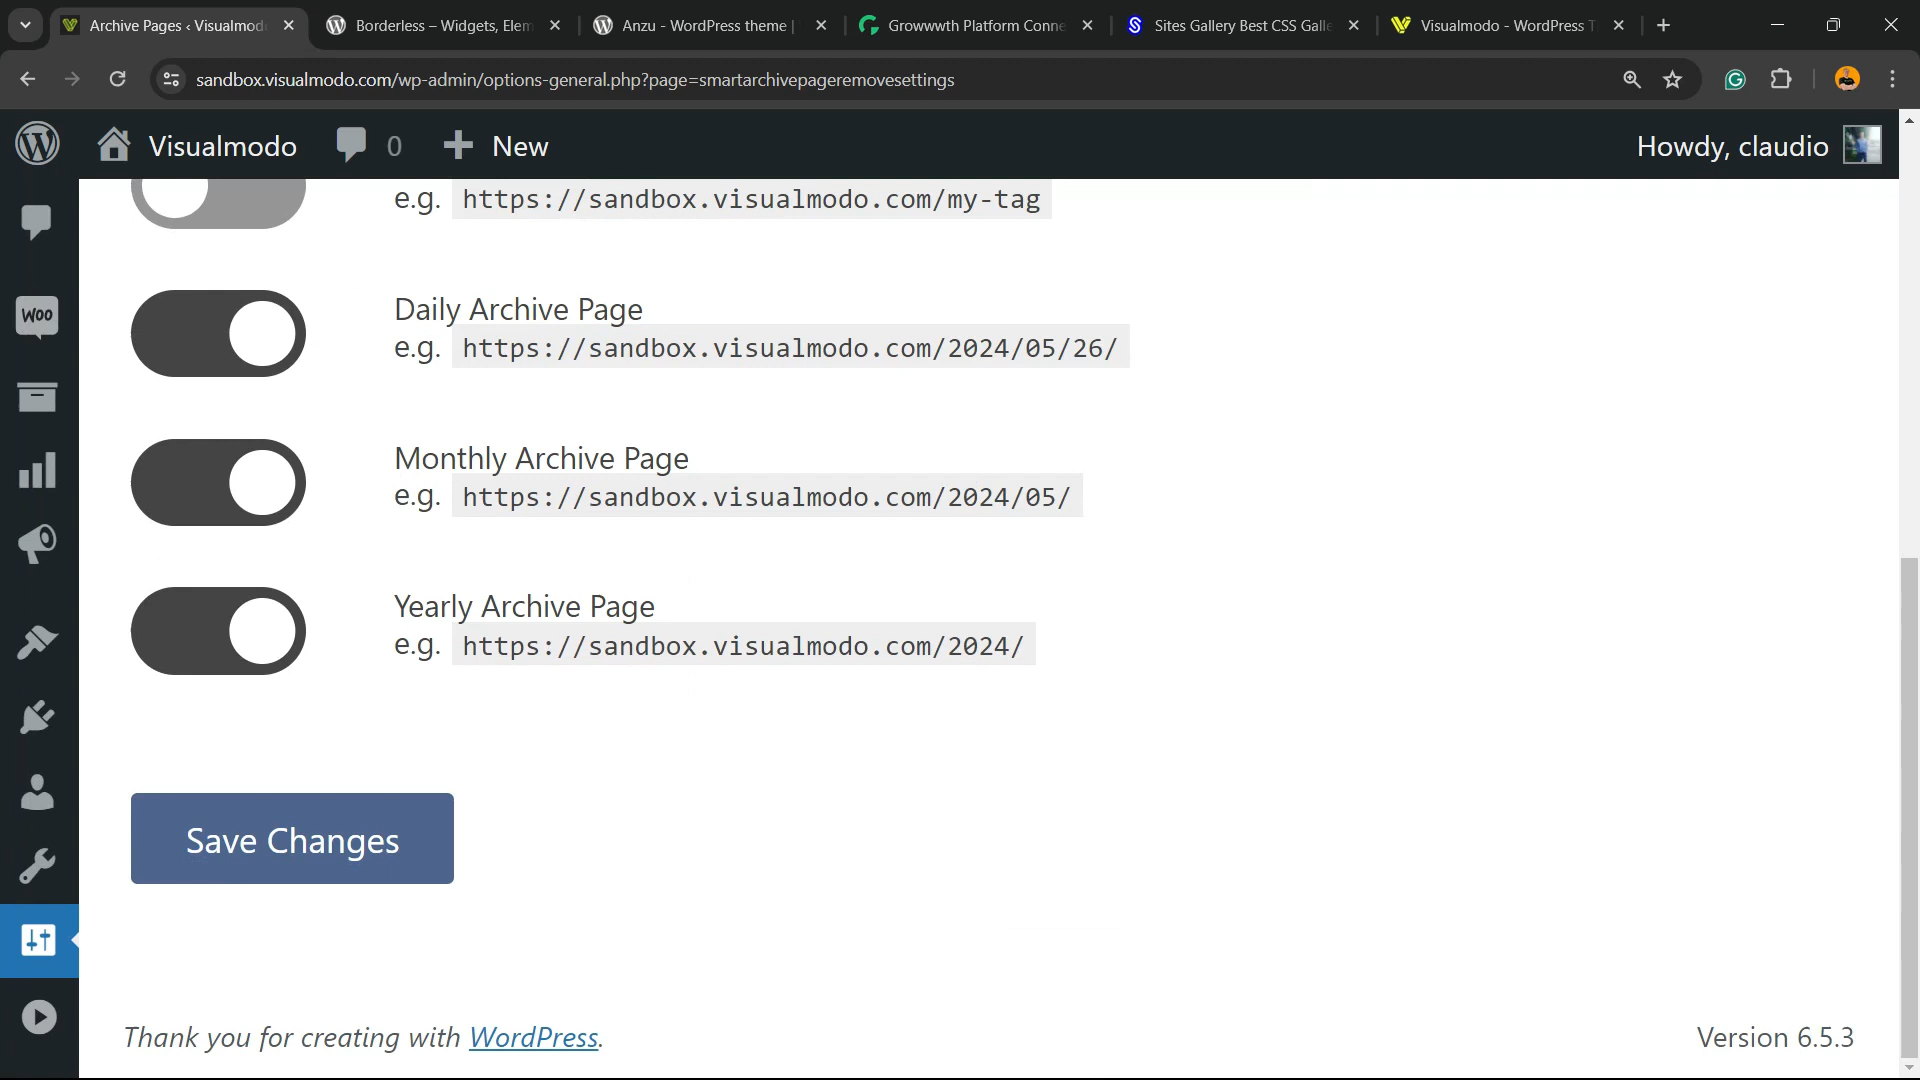 Archive Pages ‹ Visualmod
Borderless – Widgets, Elem
Anzu - WordPress theme |
Growwwth Platform Conne
Sites Gallery Best CSS Galle
Visualmodo - WordPress T
sandbox.visualmodo.com/wp-admin/options-general.php?page=smartarchivepageremovesettings
Visualmodo
0
New
Howdy, claudio
e.g. https://sandbox.visualmodo.com/my-tag
Woo
Daily Archive Page
e.g. https://sandbox.visualmodo.com/2024/05/26/
Monthly Archive Page
e.g. https://sandbox.visualmodo.com/2024/05/
Yearly Archive Page
e.g. https://sandbox.visualmodo.com/2024/
Save Changes
Thank you for creating with WordPress.
Version 6.5.3